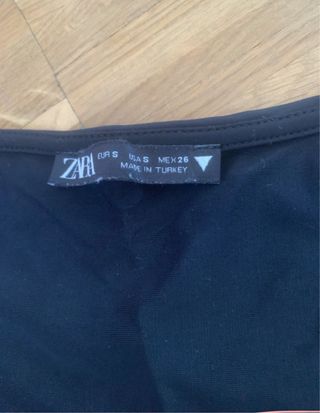 ZARA EUR S USA S MEX 26
MADE IN TURKEY